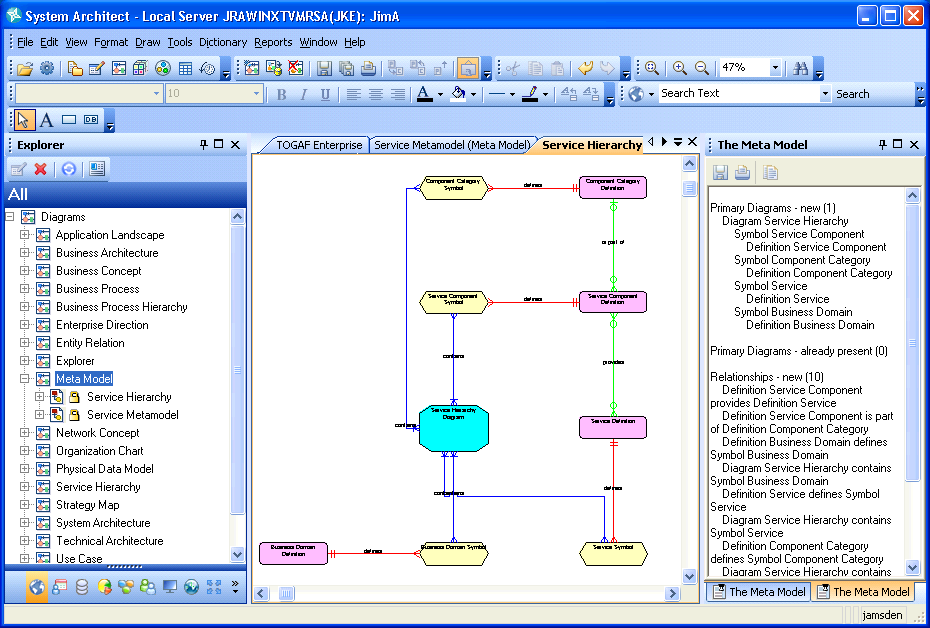 System Architect - Local Server JRAWINXTVMRSA(JKE): JimA
File Edit View Format Draw Tools Dictionary Reports Window Help
47%
10
B I U
A
Search Text
Search
A
DB
Explorer
All
Diagrams
Application Landscape
Business Architecture
Business Concept
Business Process
Business Process Hierarchy
Enterprise Direction
Entity Relation
Explorer
Meta Model
Service Hierarchy
Service Metamodel
Network Concept
Organization Chart
Physical Data Model
Service Hierarchy
Strategy Map
System Architecture
Technical Architecture
Use Case
TOGAF Enterprise
Service Metamodel (Meta Model)
Service Hierarchy
Component Category
Symbol
defines
Component Category
Definition
is part of
Service Component
Symbol
defines
Service Component
Definition
contains
provides
Service Hierarchy
Diagram
contains
Service Definition
defines
Business Domain
Definition
defines
Business Domain Symbol
Service Symbol
The Meta Model
Primary Diagrams - new (1)
Diagram Service Hierarchy
Symbol Service Component
Definition Service Component
Symbol Component Category
Definition Component Category
Symbol Service
Definition Service
Symbol Business Domain
Definition Business Domain
Primary Diagrams - already present (0)
Relationships - new (10)
Definition Service Component
provides Definition Service
Definition Service Component is part
of Definition Component Category
Definition Business Domain defines
Symbol Business Domain
Diagram Service Hierarchy contains
Symbol Business Domain
Definition Service defines Symbol
Service
Diagram Service Hierarchy contains
Symbol Service
Definition Component Category
defines Symbol Component Category
Diagram Service Hierarchy contains
The Meta Model
The Meta Model
jamsden